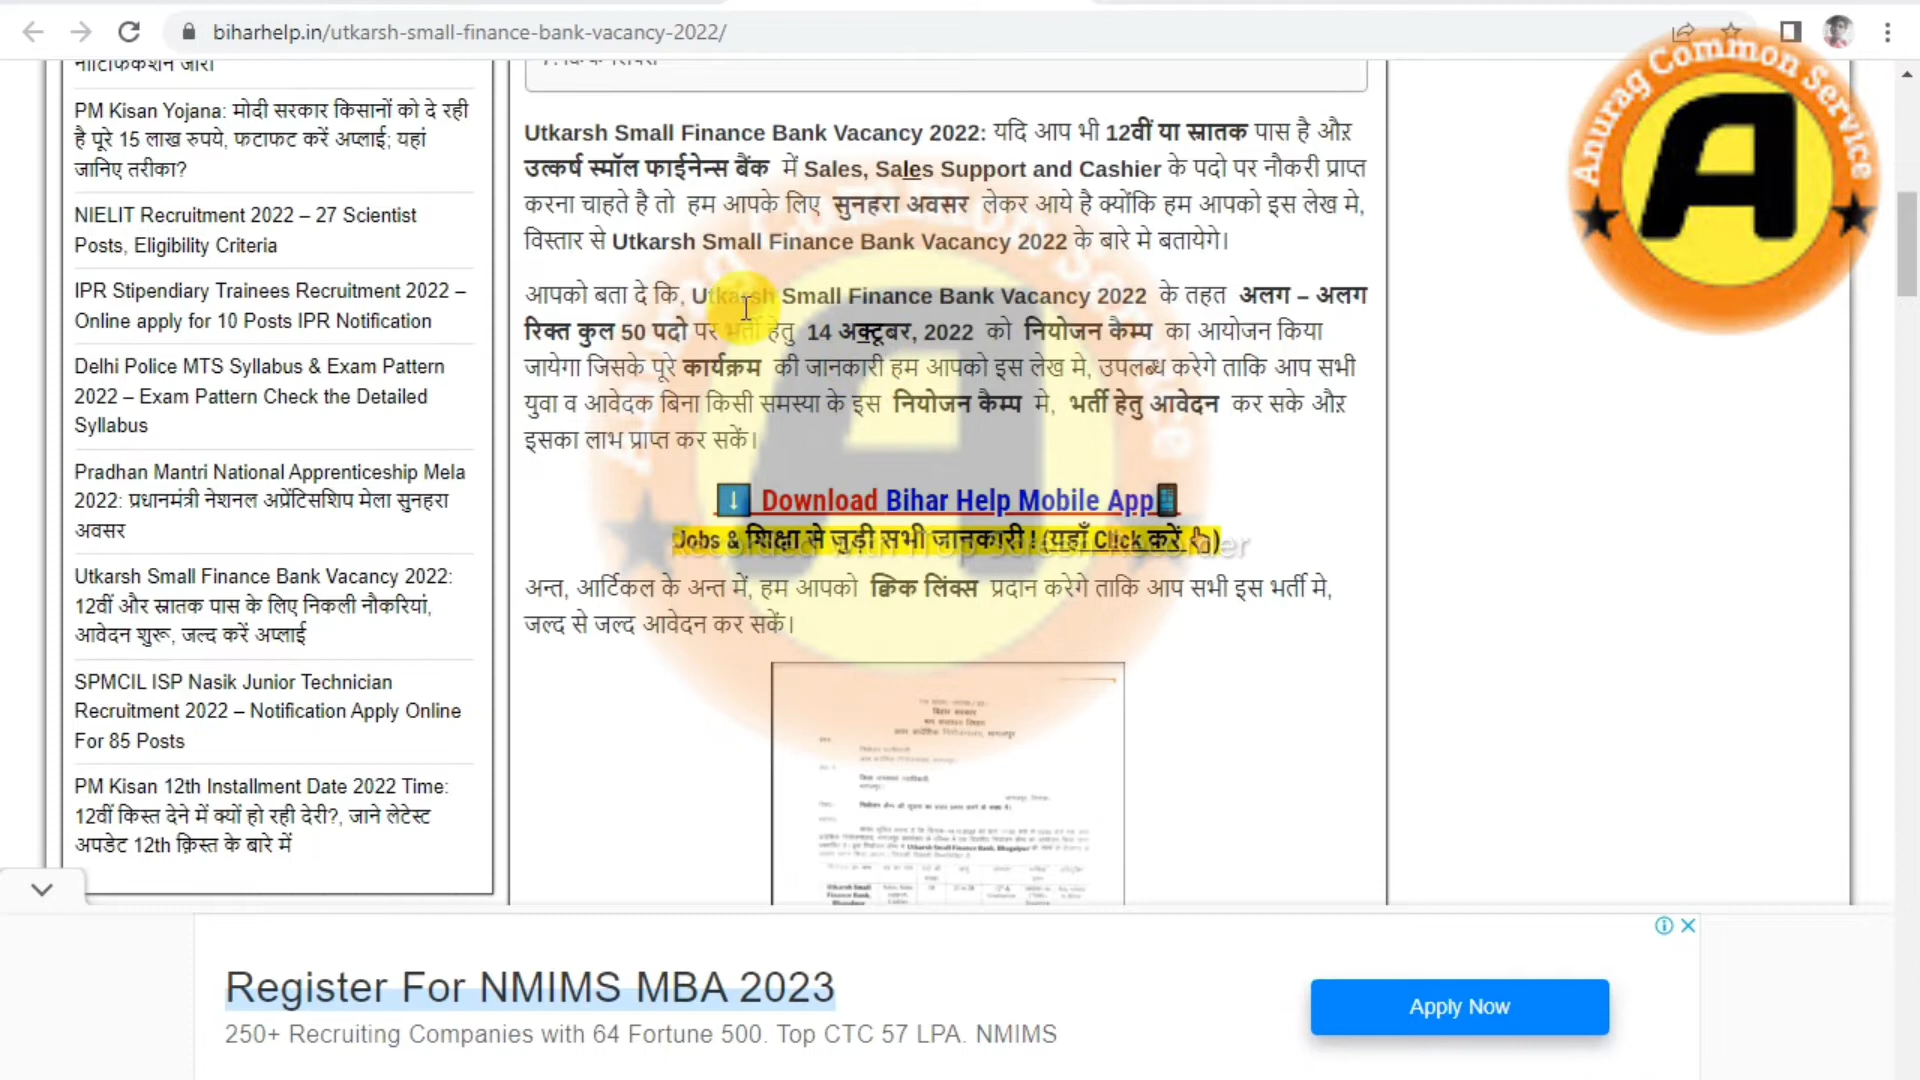 biharhelp.in/utkarsh-small-finance-bank-vacancy-2022/
नोटिफिकेशन जारी
PM Kisan Yojana: मोदी सरकार किसानों को दे रही
है पूरे 15 लाख रुपये, फटाफट करें अप्लाई; यहां
जानिए तरीका?
NIELIT Recruitment 2022 – 27 Scientist
Posts, Eligibility Criteria
IPR Stipendiary Trainees Recruitment 2022 –
Online apply for 10 Posts IPR Notification
Delhi Police MTS Syllabus & Exam Pattern
2022 – Exam Pattern Check the Detailed
Syllabus
Pradhan Mantri National Apprenticeship Mela
2022: प्रधानमंत्री नेशनल अप्रेंटिसशिप मेला सुनहरा
अवसर
Utkarsh Small Finance Bank Vacancy 2022:
12वीं और स्नातक पास के लिए निकली नौकरियां,
आवेदन शुरू, जल्द करें अप्लाई
SPMCIL ISP Nasik Junior Technician
Recruitment 2022 – Notification Apply Online
For 85 Posts
PM Kisan 12th Installment Date 2022 Time:
12वीं किस्त देने में क्यों हो रही देरी?, जाने लेटेस्ट
अपडेट 12th क़िस्त के बारे में
Utkarsh Small Finance Bank Vacancy 2022: यदि आप भी 12वीं या स्नातक पास है औऱ
उत्कर्ष स्मॉल फाईनेन्स बैंक में Sales, Sales Support and Cashier के पदो पर नौकरी प्राप्त
करना चाहते है तो हम आपके लिए सुनहरा अवसर लेकर आये है क्योंकि हम आपको इस लेख मे,
विस्तार से Utkarsh Small Finance Bank Vacancy 2022 के बारे मे बतायेगे।
आपको बता दे कि, Utkarsh Small Finance Bank Vacancy 2022 के तहत अलग – अलग
रिक्त कुल 50 पदो पर भर्ती हेतु 14 अक्टूबर, 2022 को नियोजन कैम्प का आयोजन किया
जायेगा जिसके पूरे कार्यक्रम की जानकारी हम आपको इस लेख मे, उपलब्ध करेगे ताकि आप सभी
युवा व आवेदक बिना किसी समस्या के इस नियोजन कैम्प मे, भर्ती हेतु आवेदन कर सके औऱ
इसका लाभ प्राप्त कर सकें।
Download Bihar Help Mobile App
Jobs & शिक्षा से जुड़ी सभी जानकारी ! (यहाँ Click करें )
अन्त, आर्टिकल के अन्त में, हम आपको क्विक लिंक्स प्रदान करेगे ताकि आप सभी इस भर्ती मे,
जल्द से जल्द आवेदन कर सकें।
बिहार सरकार
Utkarsh Small Finance Bank, Bhagalpur
Anurag Common Service
A
Register For NMIMS MBA 2023
250+ Recruiting Companies with 64 Fortune 500. Top CTC 57 LPA. NMIMS
Apply Now